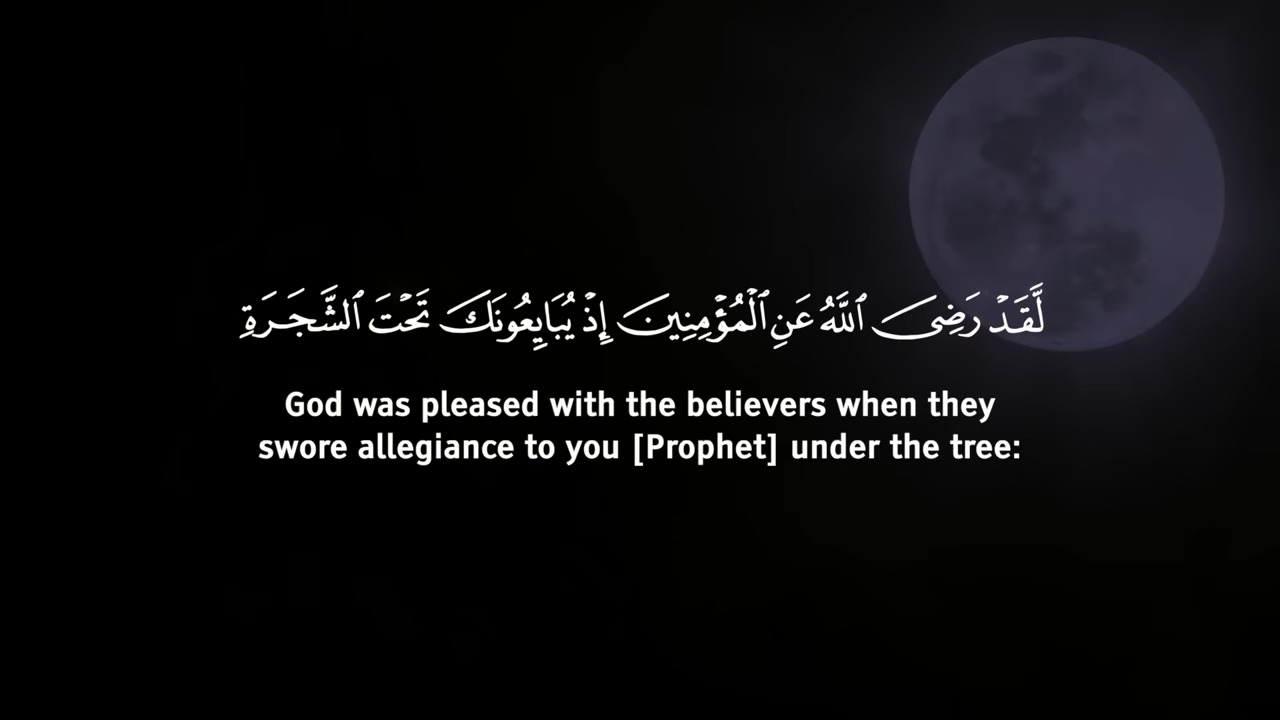 لَّقَدْ رَضِىَ ٱللَّهُ عَنِ ٱلْمُؤْمِنِينَ إِذْ يُبَايِعُونَكَ تَحْتَ ٱلشَّجَرَةِ
God was pleased with the believers when they
swore allegiance to you [Prophet] under the tree: